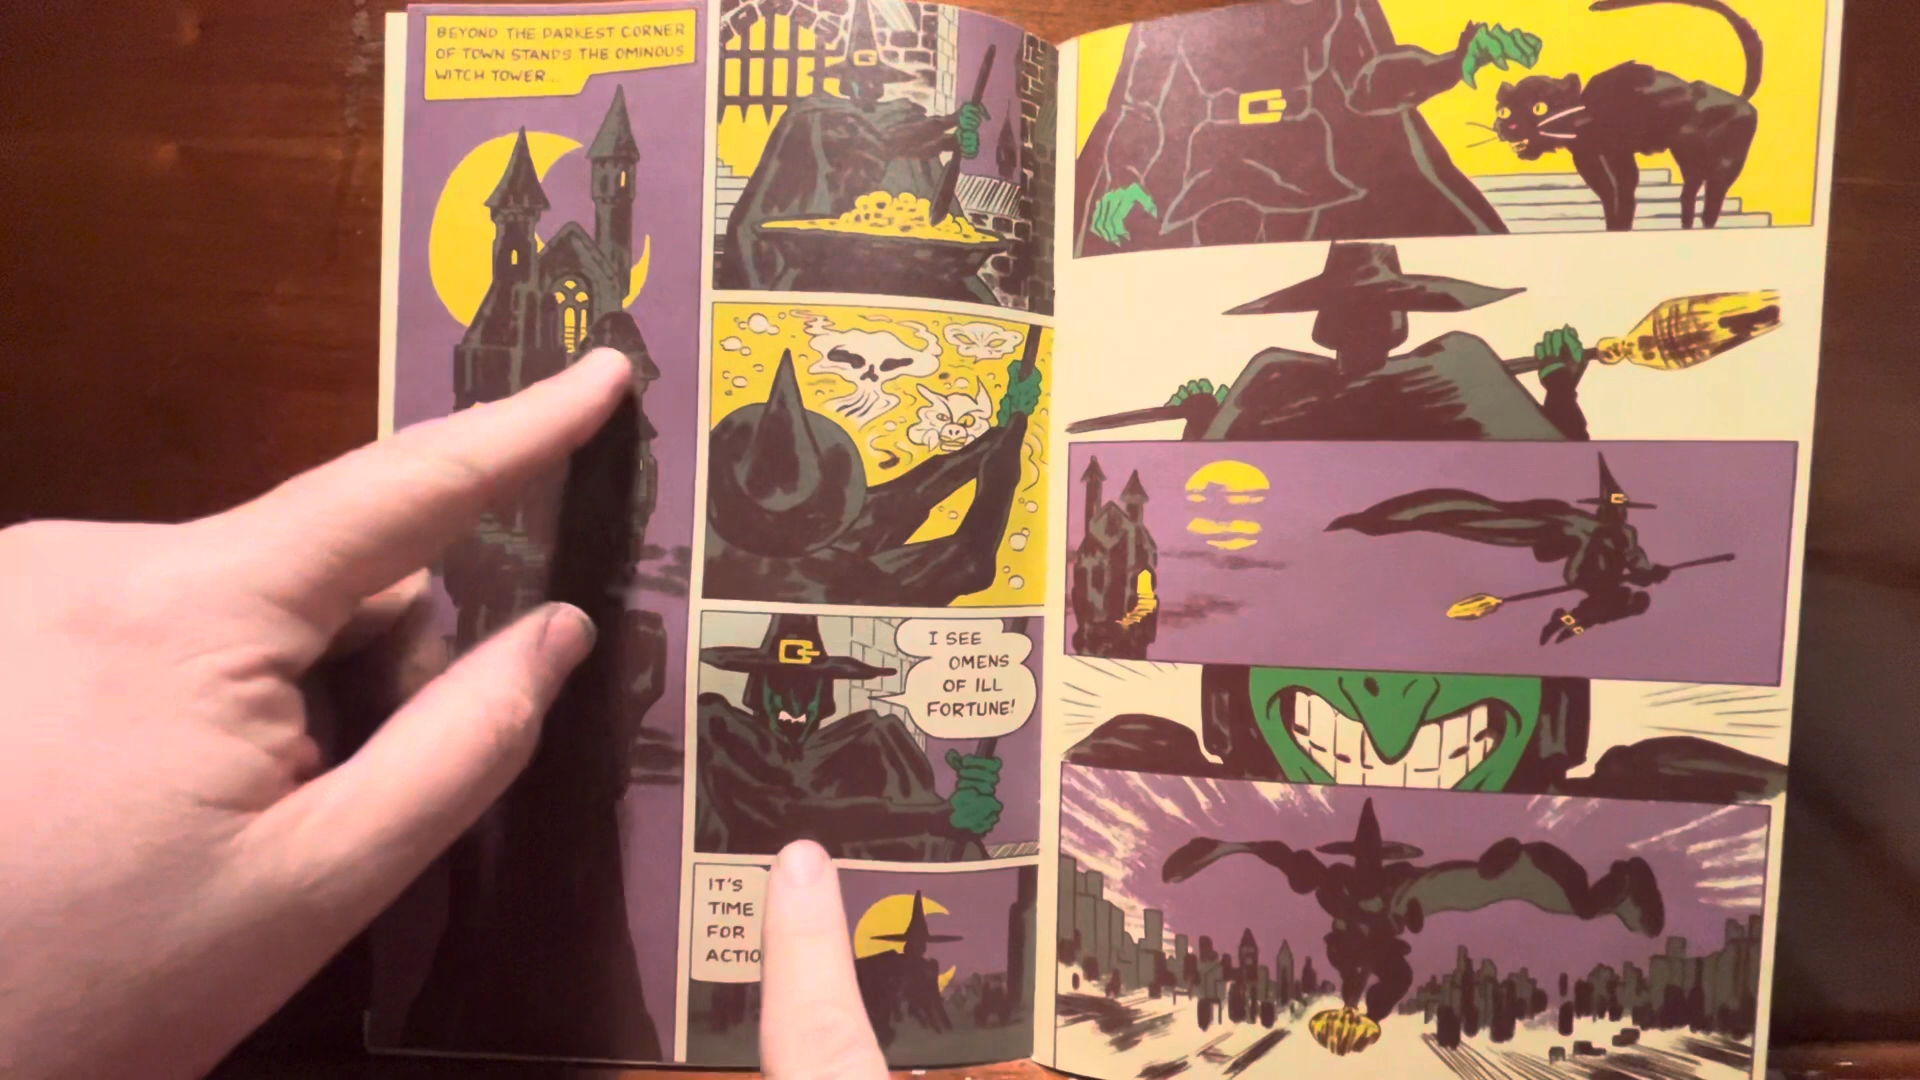 BEYOND THE DARKEST CORNER
OF TOWN STANDS THE OMINOUS
WITCH TOWER...
I SEE
OMENS
OF ILL
FORTUNE!
IT'S
TIME
FOR